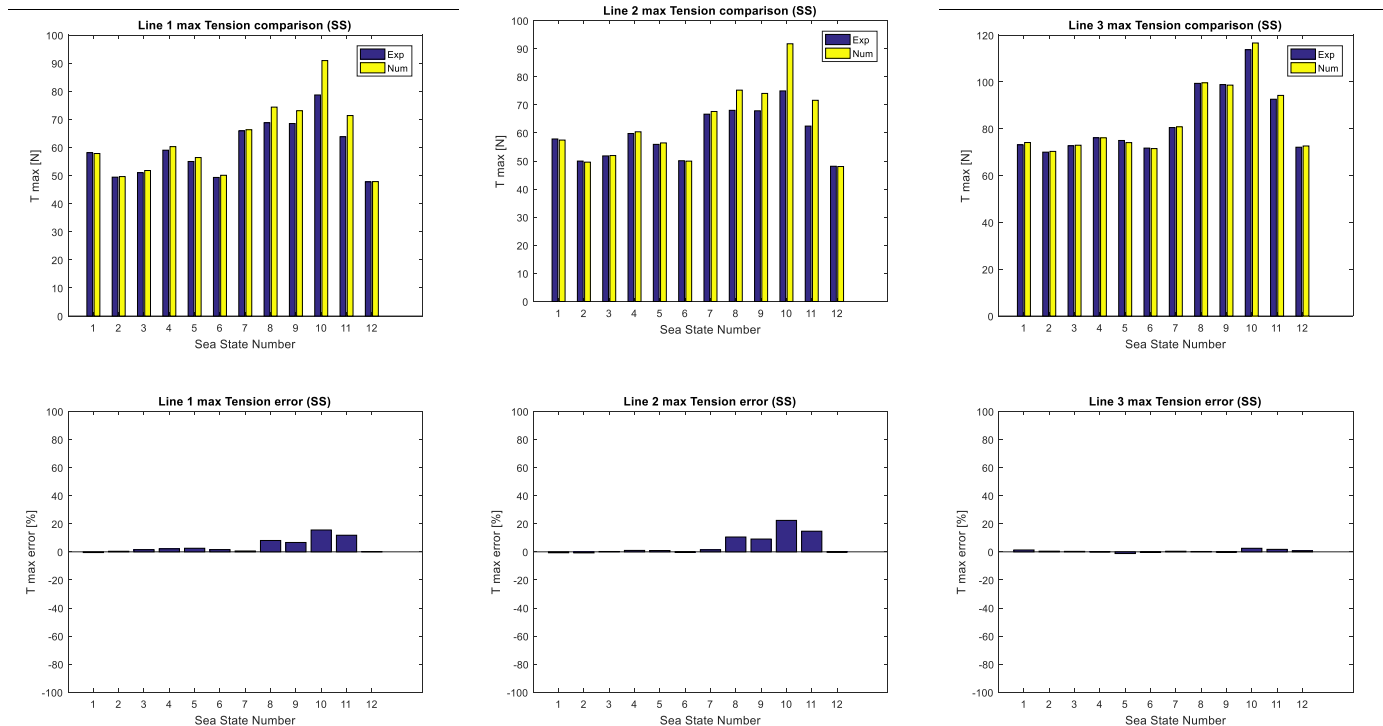 Line 1 max Tension comparison (SS)
100
90
80
70
60
50
40
30
20
10
0
T max [N]
Exp
Num
1 2 3 4 5 6 7 8 9 10 11 12
Sea State Number
Line 2 max Tension comparison (SS)
100
90
80
70
60
50
40
30
20
10
0
T max [N]
Exp
Num
1 2 3 4 5 6 7 8 9 10 11 12
Sea State Number
Line 3 max Tension comparison (SS)
120
100
80
60
40
20
0
T max [N]
Exp
Num
1 2 3 4 5 6 7 8 9 10 11 12
Sea State Number
Line 1 max Tension error (SS)
100
80
60
40
20
0
-20
-40
-60
-80
-100
T max error [%]
1 2 3 4 5 6 7 8 9 10 11 12
Sea State Number
Line 2 max Tension error (SS)
100
80
60
40
20
0
-20
-40
-60
-80
-100
T max error [%]
1 2 3 4 5 6 7 8 9 10 11 12
Sea State Number
Line 3 max Tension error (SS)
100
80
60
40
20
0
-20
-40
-60
-80
-100
T max error [%]
1 2 3 4 5 6 7 8 9 10 11 12
Sea State Number